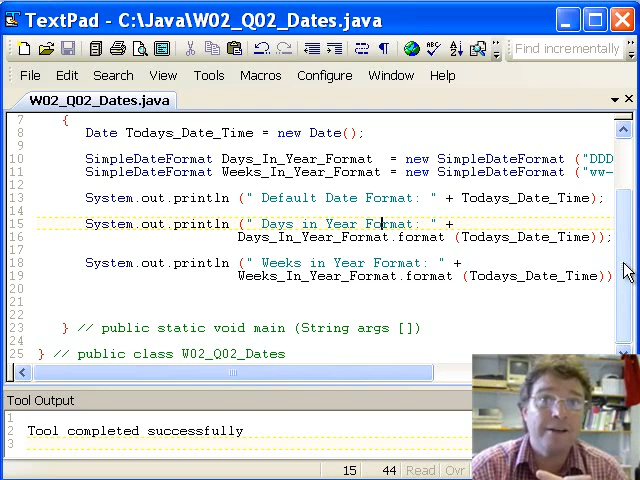 TextPad - C:\Java\W02_Q02_Dates.java
Find incrementally
File Edit Search View Tools Macros Configure Window Help
W02_Q02_Dates.java
7 {
8 Date Todays_Date_Time = new Date();
9
10 SimpleDateFormat Days_In_Year_Format = new SimpleDateFormat ("DDD
11 SimpleDateFormat Weeks_In_Year_Format = new SimpleDateFormat ("ww-
12
13 System.out.println (" Default Date Format: " + Todays_Date_Time);
14
15 System.out.println (" Days in Year Format: " +
16 Days_In_Year_Format.format (Todays_Date_Time));
17
18 System.out.println (" Weeks in Year Format: " +
19 Weeks_In_Year_Format.format (Todays_Date_Time))
20
21
22
23 } // public static void main (String args [])
24
25 } // public class W02_Q02_Dates
Tool Output
1
2 Tool completed successfully
3
15 44 Read Ovr